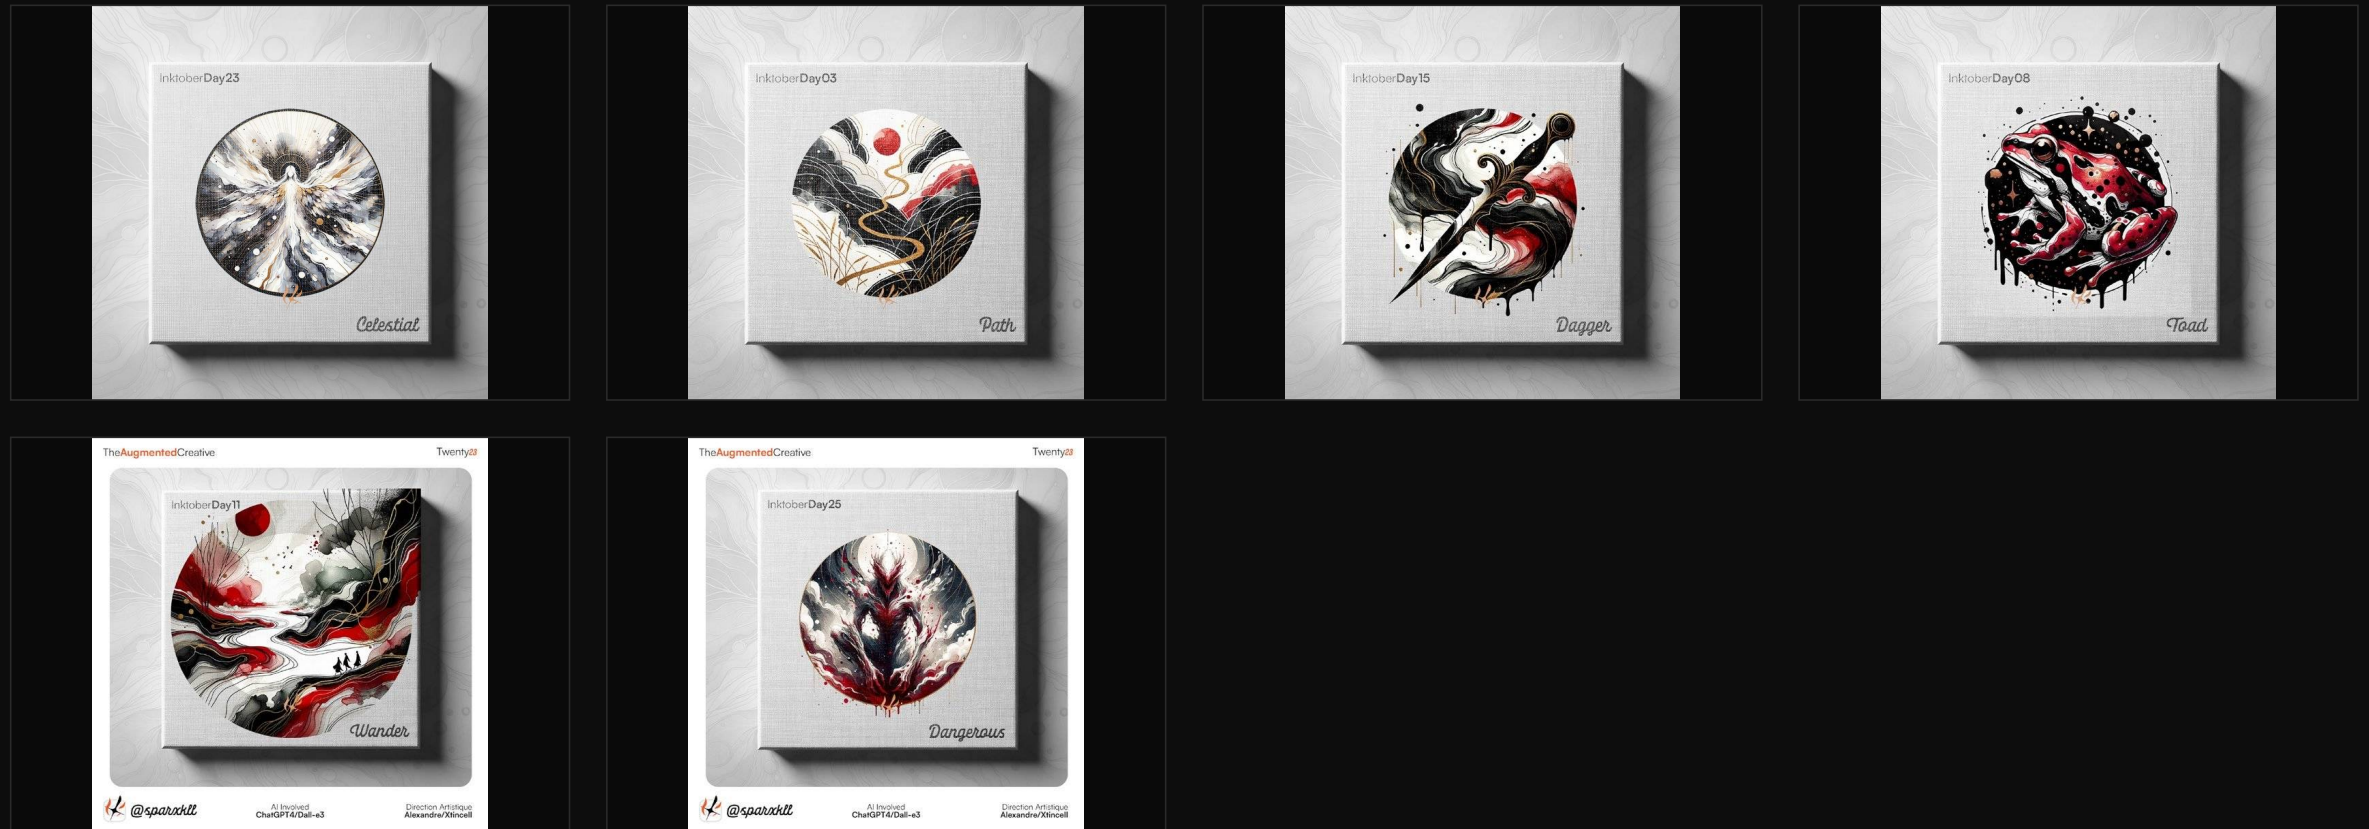 InktoberDay23
Celestial
InktoberDay03
Path
InktoberDay15
Dagger
InktoberDay08
Toad
TheAugmentedCreative
Twenty23
InktoberDay11
Wander
@sparxkll
AI Involved
ChatGPT4/Dall-e3
Direction Artistique
Alexandre/Xtincell
TheAugmentedCreative
Twenty23
InktoberDay25
Dangerous
@sparxkll
AI Involved
ChatGPT4/Dall-e3
Direction Artistique
Alexandre/Xtincell